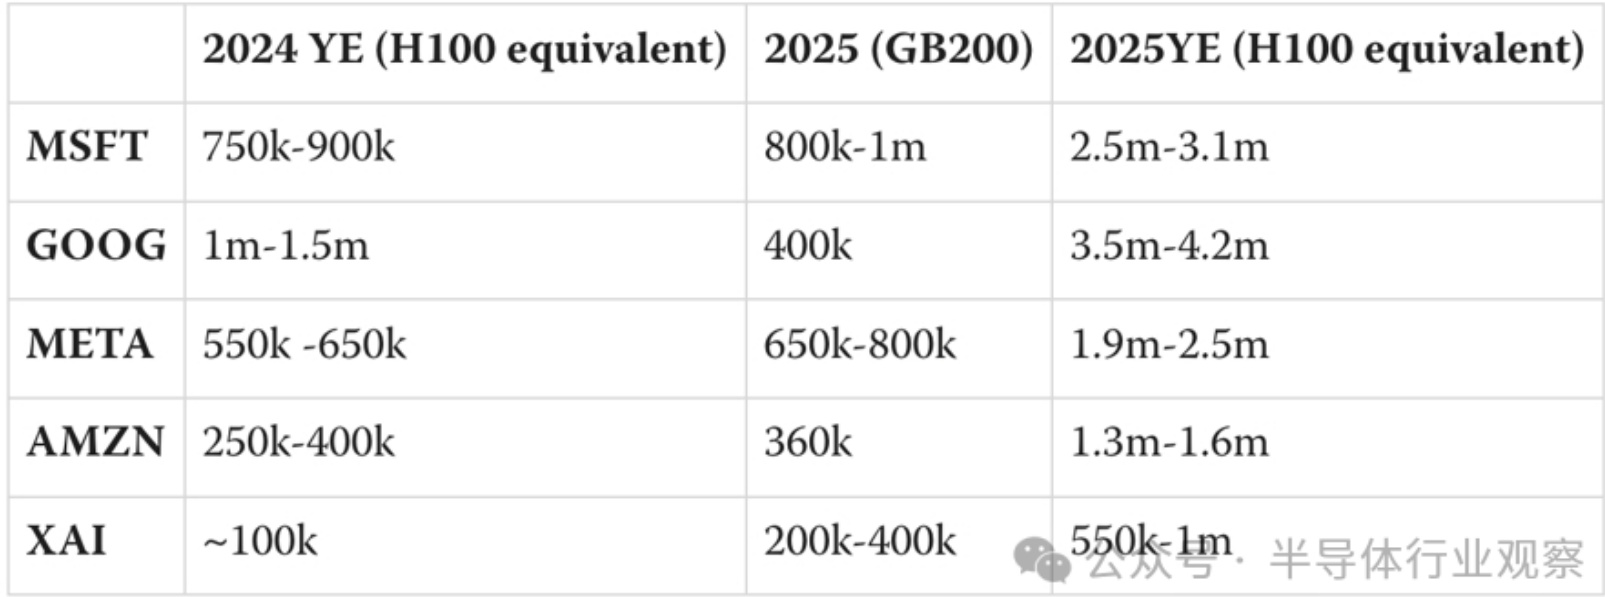 2024 YE (H100 equivalent) 2025 (GB200) 2025YE (H100 equivalent)
MSFT 750k-900k 800k-1m 2.5m-3.1m
GOOG 1m-1.5m 400k 3.5m-4.2m
META 550k -650k 650k-800k 1.9m-2.5m
AMZN 250k-400k 360k 1.3m-1.6m
XAI ~100k 200k-400k 550k-1m
公众号 · 半导体行业观察